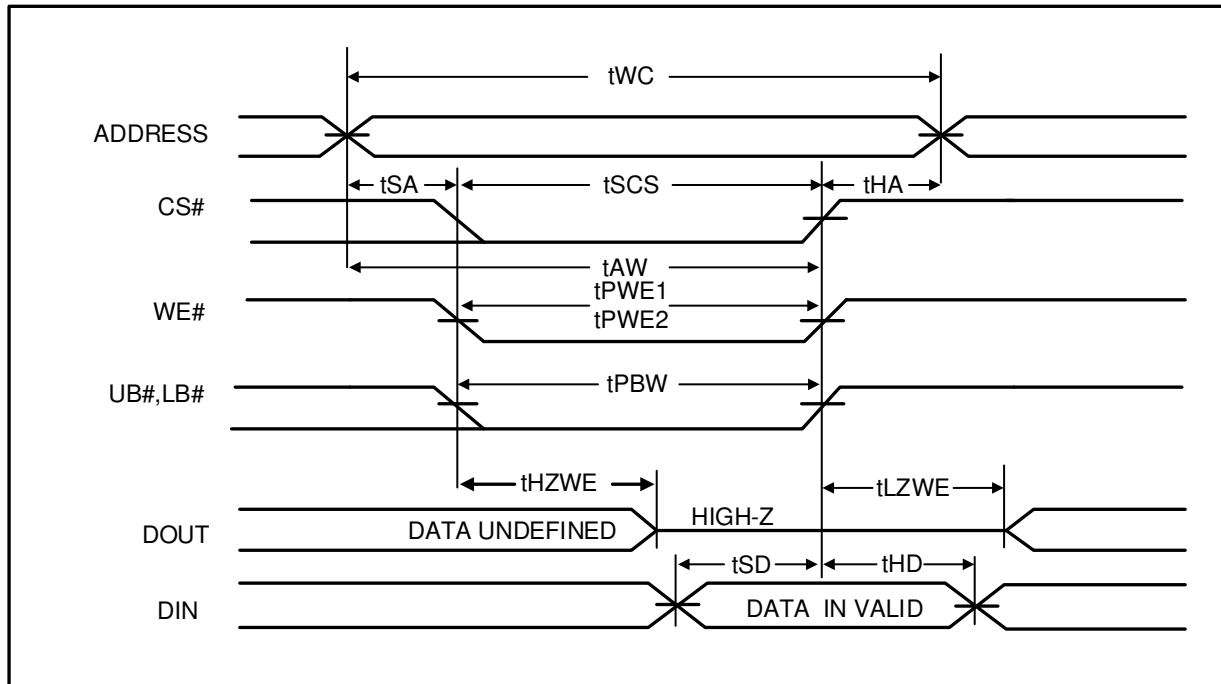 tWC
ADDRESS
tSA
tSCS
tHA
CS#
tAW
tPWE1
WE#
tPWE2
tPBW
UB#,LB#
tHZWE
tLZWE
HIGH-Z
DOUT
DATA UNDEFINED
tSD
tHD
DIN
DATA IN VALID